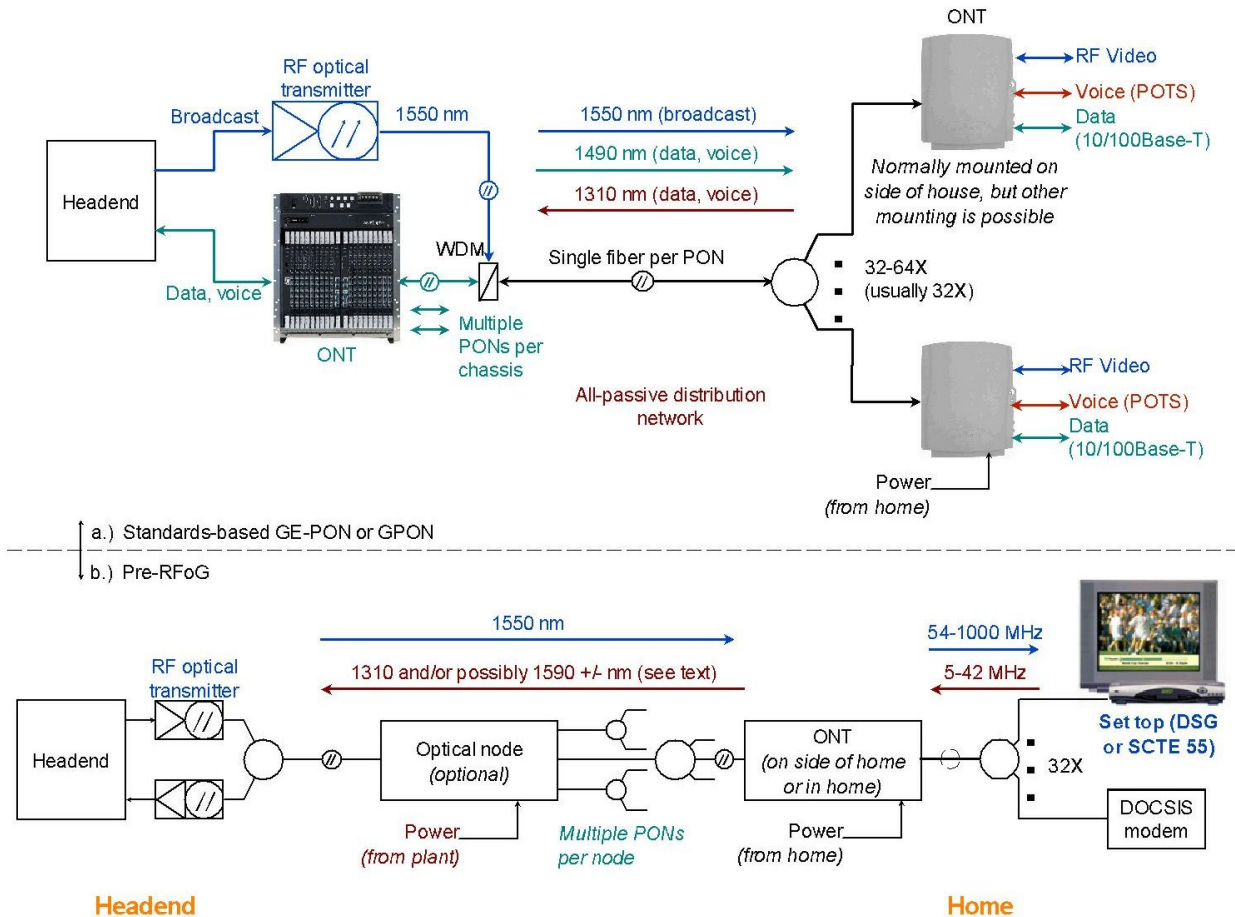 ONT
RF optical
transmitter
Broadcast
1550 nm
1550 nm (broadcast)
1490 nm (data, voice)
1310 nm (data, voice)
RF Video
Voice (POTS)
Data
(10/100Base-T)
Normally mounted on
side of house, but other
mounting is possible
Headend
WDM
Single fiber per PON
32-64X
(usually 32X)
Data, voice
ONT
Multiple
PONs per
chassis
All-passive distribution
network
RF Video
Voice (POTS)
Data
(10/100Base-T)
Power
(from home)
a.) Standards-based GE-PON or GPON
b.) Pre-RFoG
1550 nm
1310 and/or possibly 1590 +/- nm (see text)
54-1000 MHz
5-42 MHz
RF optical
transmitter
Set top (DSG
or SCTE 55)
Headend
Optical node
(optional)
ONT
(on side of home
or in home)
32X
DOCSIS
modem
Power
(from plant)
Multiple PONs
per node
Power
(from home)
Headend
Home